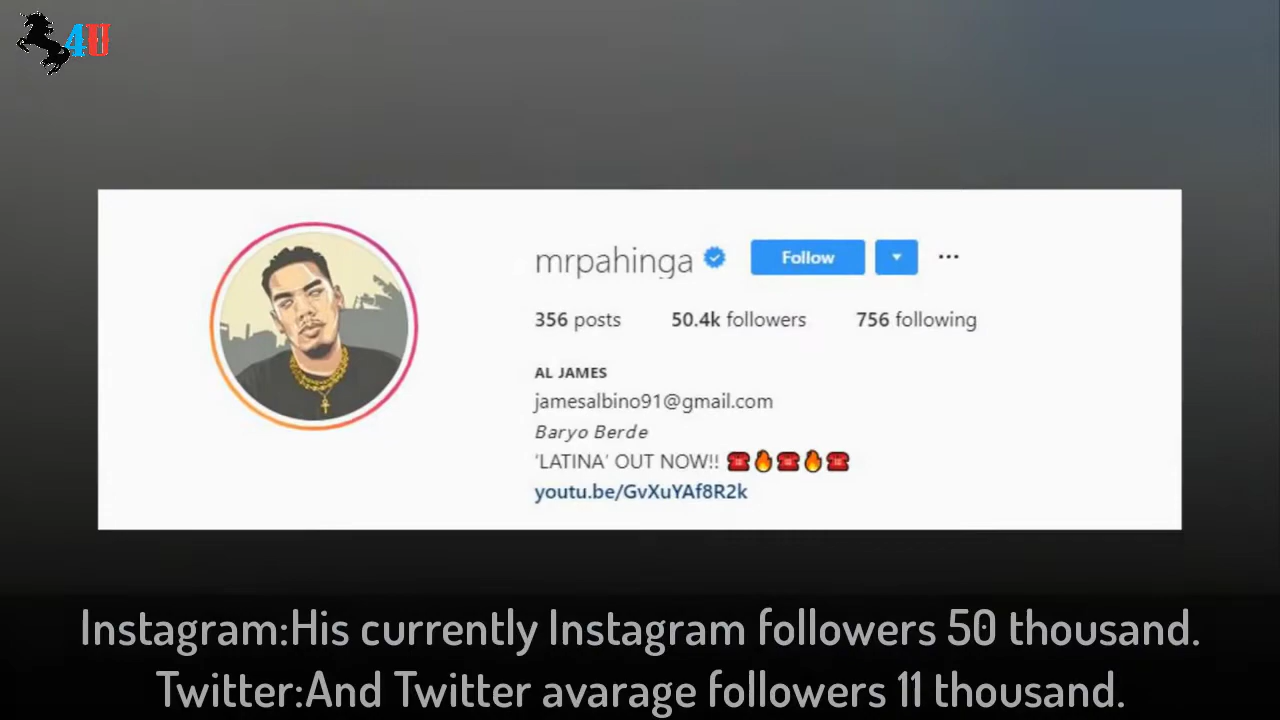 4U
mrpahinga Follow
356 posts 50.4k followers 756 following
AL JAMES
jamesalbino91@gmail.com
Baryo Berde
'LATINA' OUT NOW!! ☎️🔥☎️🔥☎️
youtu.be/GvXuYAf8R2k
Instagram:His currently Instagram followers 50 thousand.
Twitter:And Twitter avarage followers 11 thousand.